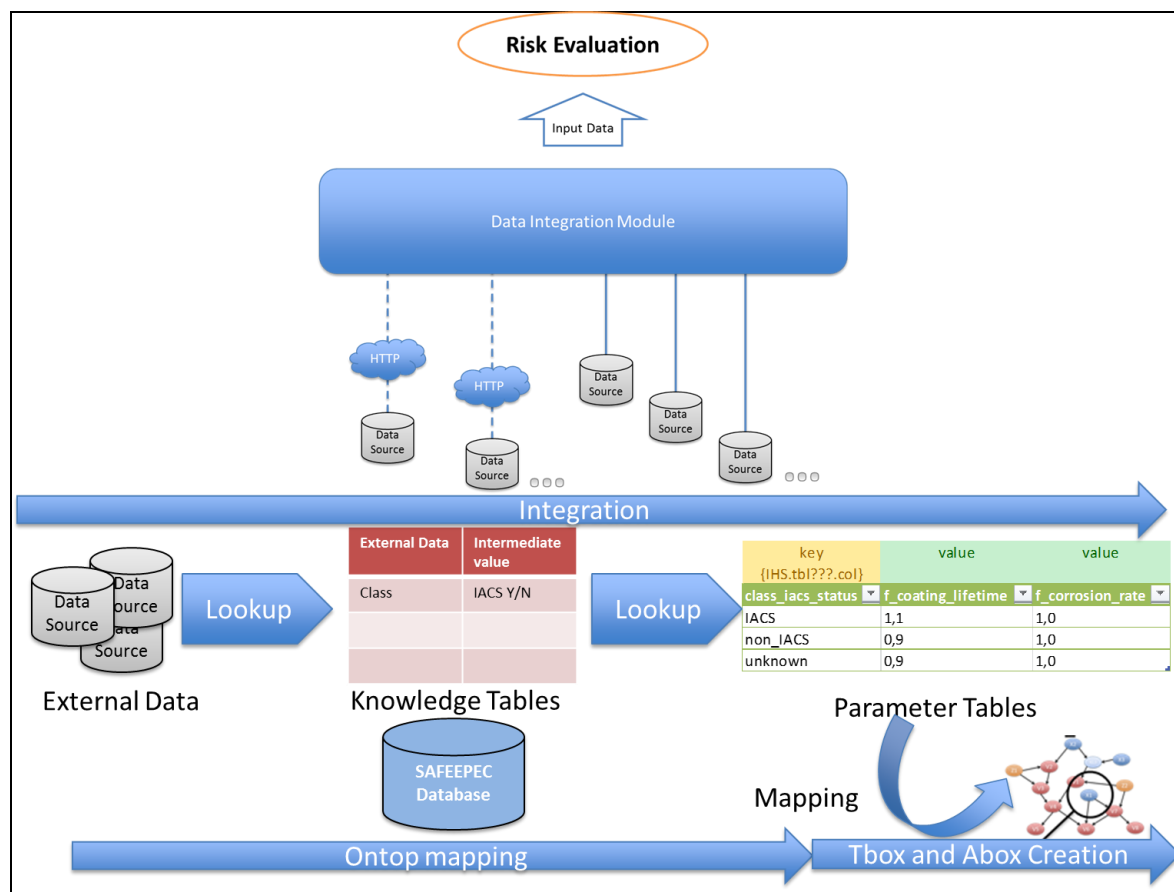 Risk Evaluation
Input Data
Data Integration Module
HTTP
HTTP
Data
Source
Data
Source
Data
Source
Data
Source
Data
Source
Integration
External Data
Intermediate
value
Class
IACS Y/N
key
{IHS.tbl???.col}
value
value
class_iacs_status
f_coating_lifetime
f_corrosion_rate
IACS
1,1
1,0
non_IACS
0,9
1,0
unknown
0,9
1,0
Data
Source
Data
Source
Data
Source
Lookup
Lookup
External Data
Knowledge Tables
Parameter Tables
SAFEEPEC
Database
Mapping
Ontop mapping
Tbox and Abox Creation